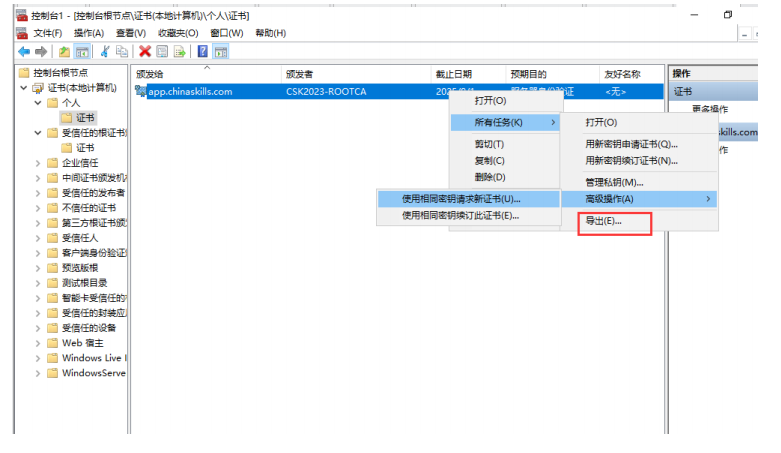 控制台1 - [控制台根节点\证书(本地计算机)\个人\证书]
文件(F) 操作(A) 查看(V) 收藏夹(O) 窗口(W) 帮助(H)
控制台根节点
证书(本地计算机)
个人
证书
受信任的根证书
证书
企业信任
中间证书颁发机
受信任的发布者
不信任的证书
第三方根证书颁
受信任人
客户端身份验证
预览版根
测试根目录
智能卡受信任的
受信任的封装应
受信任的设备
Web 宿主
Windows Live I
WindowsServe
颁发给 颁发者 截止日期 预期目的 友好名称
app.chinaskills.com CSK2023-ROOTCA <无>
打开(O)
所有任务(K)
剪切(T)
复制(C)
删除(D)
打开(O)
用新密钥申请证书(Q)...
用新密钥续订证书(N)...
管理私钥(M)...
高级操作(A)
导出(E)...
使用相同密钥请求新证书(U)...
使用相同密钥续订此证书(E)...
操作
证书
更多操作
kills.com
作